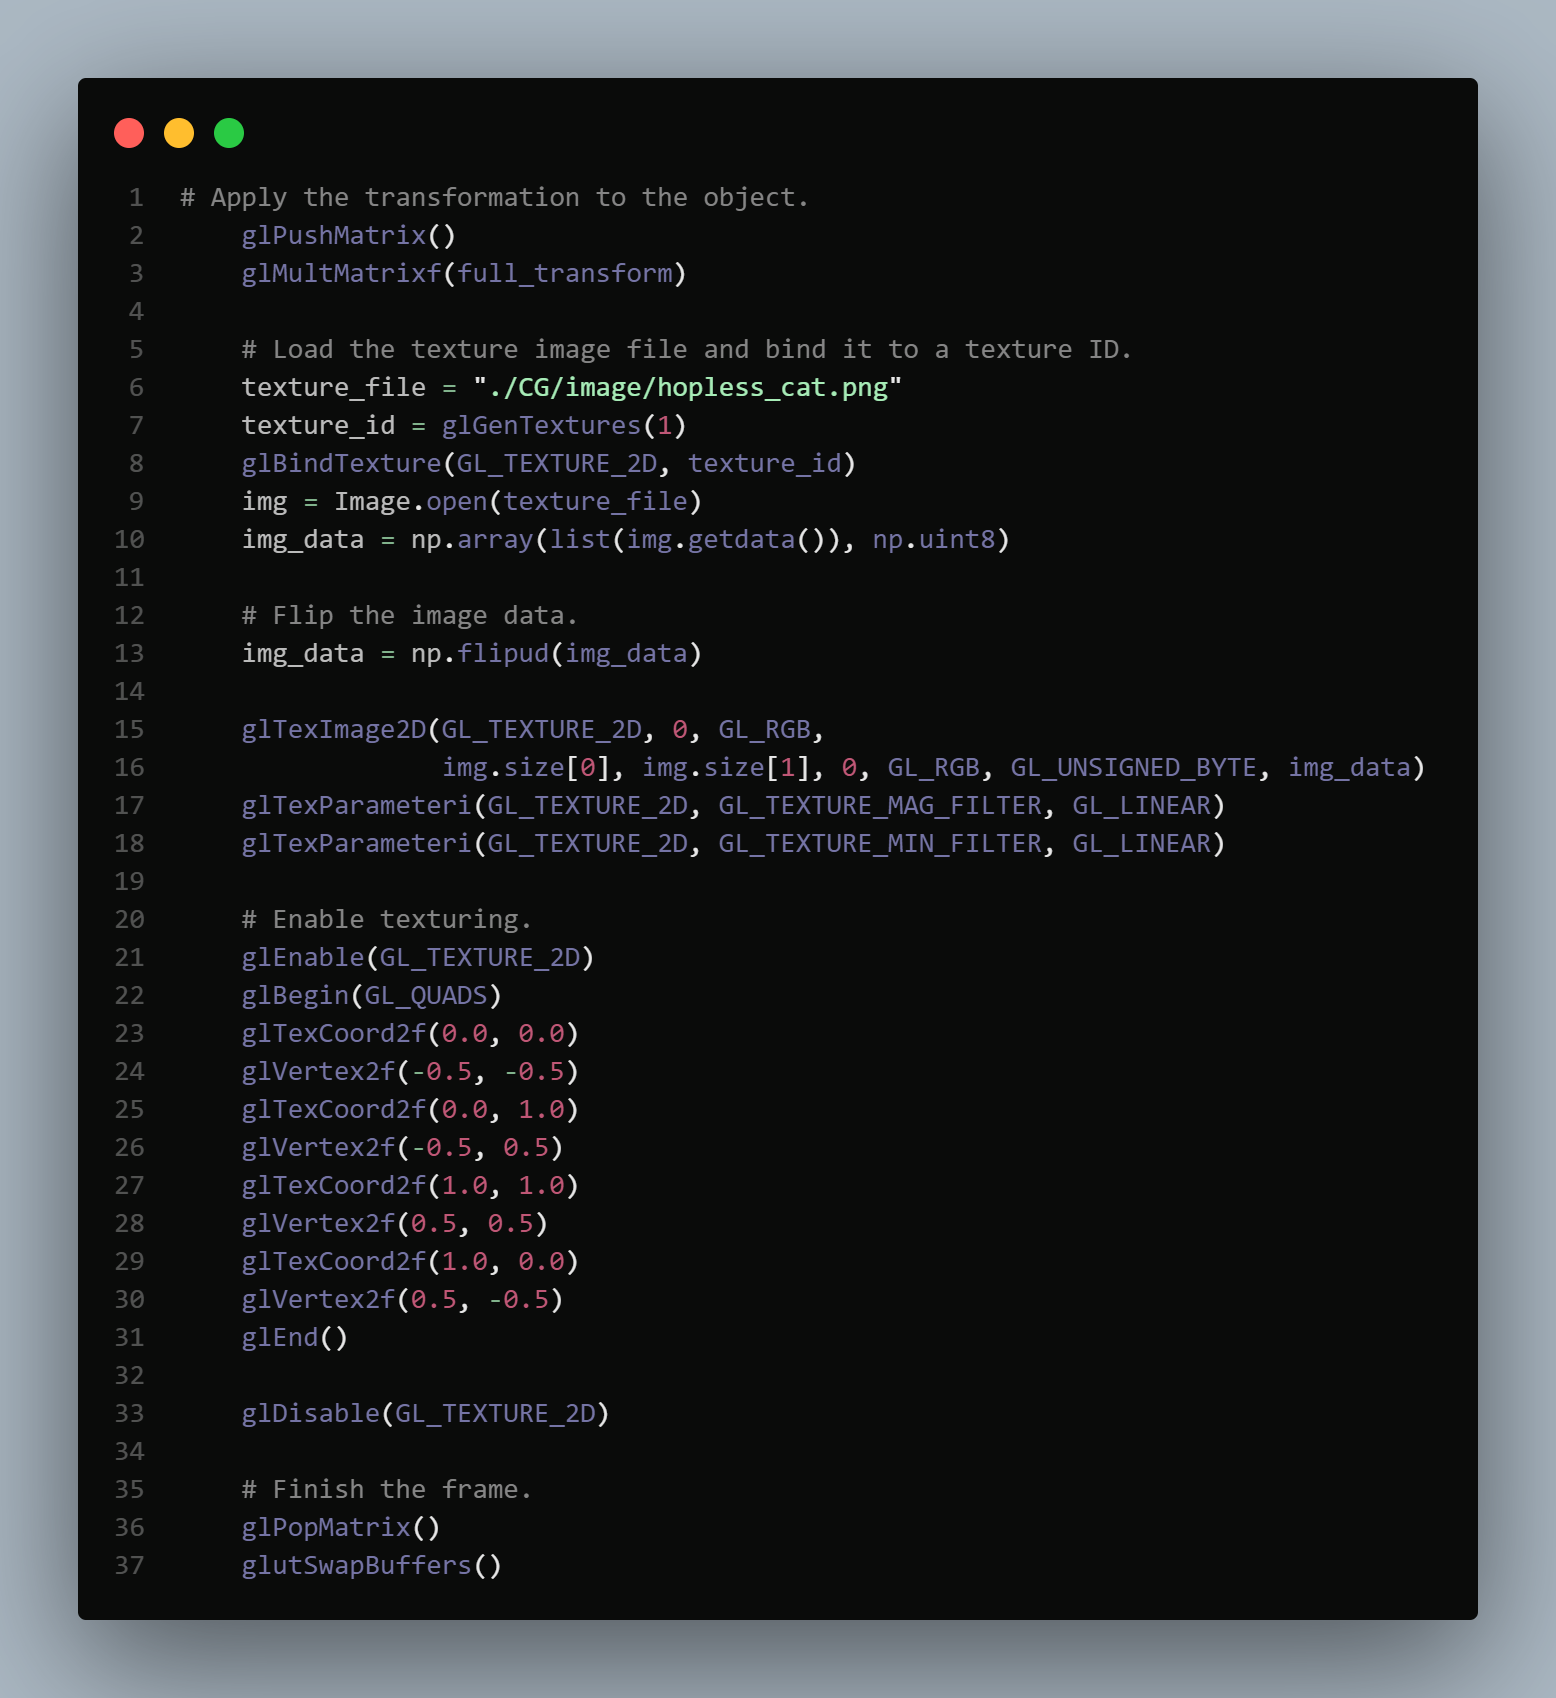 1 # Apply the transformation to the object.
2     glPushMatrix()
3     glMultMatrixf(full_transform)
4
5     # Load the texture image file and bind it to a texture ID.
6     texture_file = "./CG/image/hopless_cat.png"
7     texture_id = glGenTextures(1)
8     glBindTexture(GL_TEXTURE_2D, texture_id)
9     img = Image.open(texture_file)
10     img_data = np.array(list(img.getdata()), np.uint8)
11
12     # Flip the image data.
13     img_data = np.flipud(img_data)
14
15     glTexImage2D(GL_TEXTURE_2D, 0, GL_RGB,
16                  img.size[0], img.size[1], 0, GL_RGB, GL_UNSIGNED_BYTE, img_data)
17     glTexParameteri(GL_TEXTURE_2D, GL_TEXTURE_MAG_FILTER, GL_LINEAR)
18     glTexParameteri(GL_TEXTURE_2D, GL_TEXTURE_MIN_FILTER, GL_LINEAR)
19
20     # Enable texturing.
21     glEnable(GL_TEXTURE_2D)
22     glBegin(GL_QUADS)
23     glTexCoord2f(0.0, 0.0)
24     glVertex2f(-0.5, -0.5)
25     glTexCoord2f(0.0, 1.0)
26     glVertex2f(-0.5, 0.5)
27     glTexCoord2f(1.0, 1.0)
28     glVertex2f(0.5, 0.5)
29     glTexCoord2f(1.0, 0.0)
30     glVertex2f(0.5, -0.5)
31     glEnd()
32
33     glDisable(GL_TEXTURE_2D)
34
35     # Finish the frame.
36     glPopMatrix()
37     glutSwapBuffers()